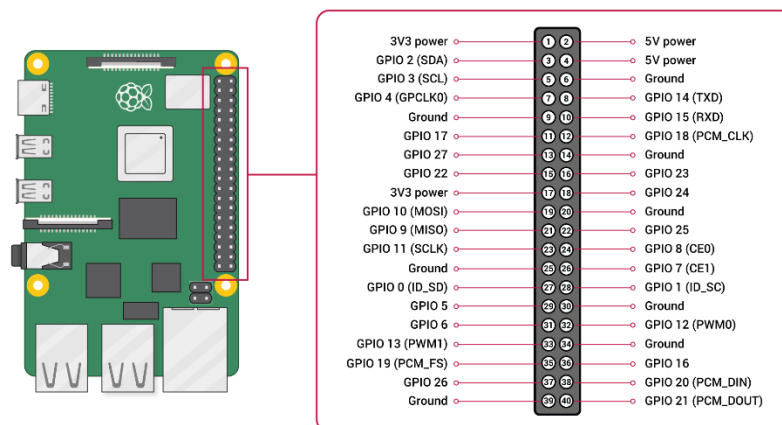 3V3 power 1 2 5V power
GPIO 2 (SDA) 3 4 5V power
GPIO 3 (SCL) 5 6 Ground
GPIO 4 (GPCLK0) 7 8 GPIO 14 (TXD)
Ground 9 10 GPIO 15 (RXD)
GPIO 17 11 12 GPIO 18 (PCM_CLK)
GPIO 27 13 14 Ground
GPIO 22 15 16 GPIO 23
3V3 power 17 18 GPIO 24
GPIO 10 (MOSI) 19 20 Ground
GPIO 9 (MISO) 21 22 GPIO 25
GPIO 11 (SCLK) 23 24 GPIO 8 (CE0)
Ground 25 26 GPIO 7 (CE1)
GPIO 0 (ID_SD) 27 28 GPIO 1 (ID_SC)
GPIO 5 29 30 Ground
GPIO 6 31 32 GPIO 12 (PWM0)
GPIO 13 (PWM1) 33 34 Ground
GPIO 19 (PCM_FS) 35 36 GPIO 16
GPIO 26 37 38 GPIO 20 (PCM_DIN)
Ground 39 40 GPIO 21 (PCM_DOUT)